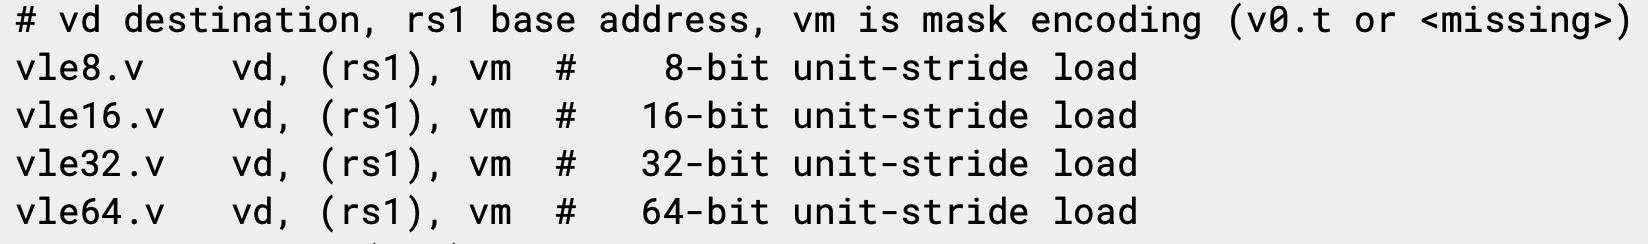 # vd destination, rs1 base address, vm is mask encoding (v0.t or <missing>)
vle8.v    vd, (rs1), vm  #    8-bit unit-stride load
vle16.v   vd, (rs1), vm  #   16-bit unit-stride load
vle32.v   vd, (rs1), vm  #   32-bit unit-stride load
vle64.v   vd, (rs1), vm  #   64-bit unit-stride load